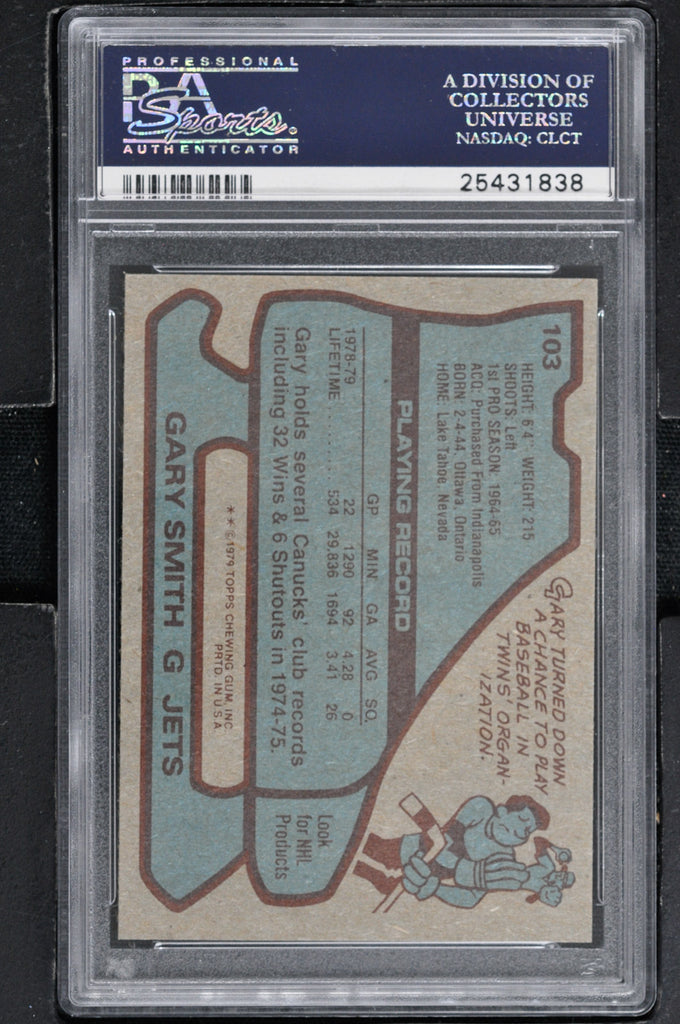 PROFESSIONAL
PSA
Sports.
AUTHENTICATOR
A DIVISION OF
COLLECTORS
UNIVERSE
NASDAQ: CLCT
25431838
103
HEIGHT: 6'4" WEIGHT: 215
SHOOTS: Left
1st PRO SEASON: 1964-65
ACQ: Purchased From Indianapolis
BORN: 2-4-44, Ottawa, Ontario
HOME: Lake Tahoe, Nevada
GARY TURNED DOWN
A CHANCE TO PLAY
BASEBALL IN
TWINS' ORGAN-
IZATION.
PLAYING RECORD
GP MIN GA AVG SO.
1978-79 22 1290 92 4.28 0
LIFETIME ....... 534 29,836 1694 3.41 26
Gary holds several Canucks' club records
including 32 Wins & 6 Shutouts in 1974-75.
Look
for NHL
Products
** ©1979 TOPPS CHEWING GUM, INC.
PRTD. IN U.S.A.
GARY SMITH G JETS